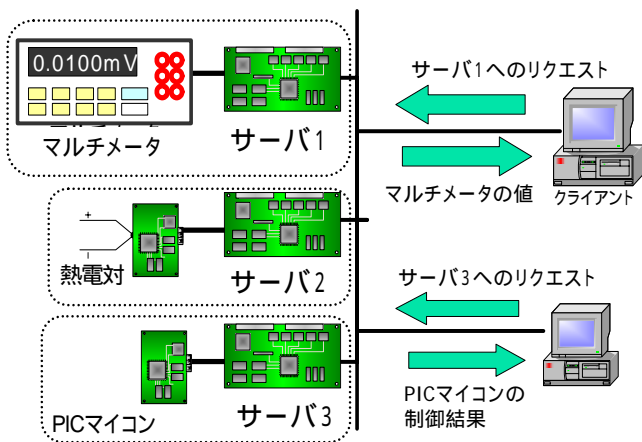 0.0100mV
マルチメータ
サーバ1
サーバ1へのリクエスト
マルチメータの値
クライアント
+
−
熱電対
サーバ2
サーバ3へのリクエスト
PICマイコン
サーバ3
PICマイコンの
制御結果